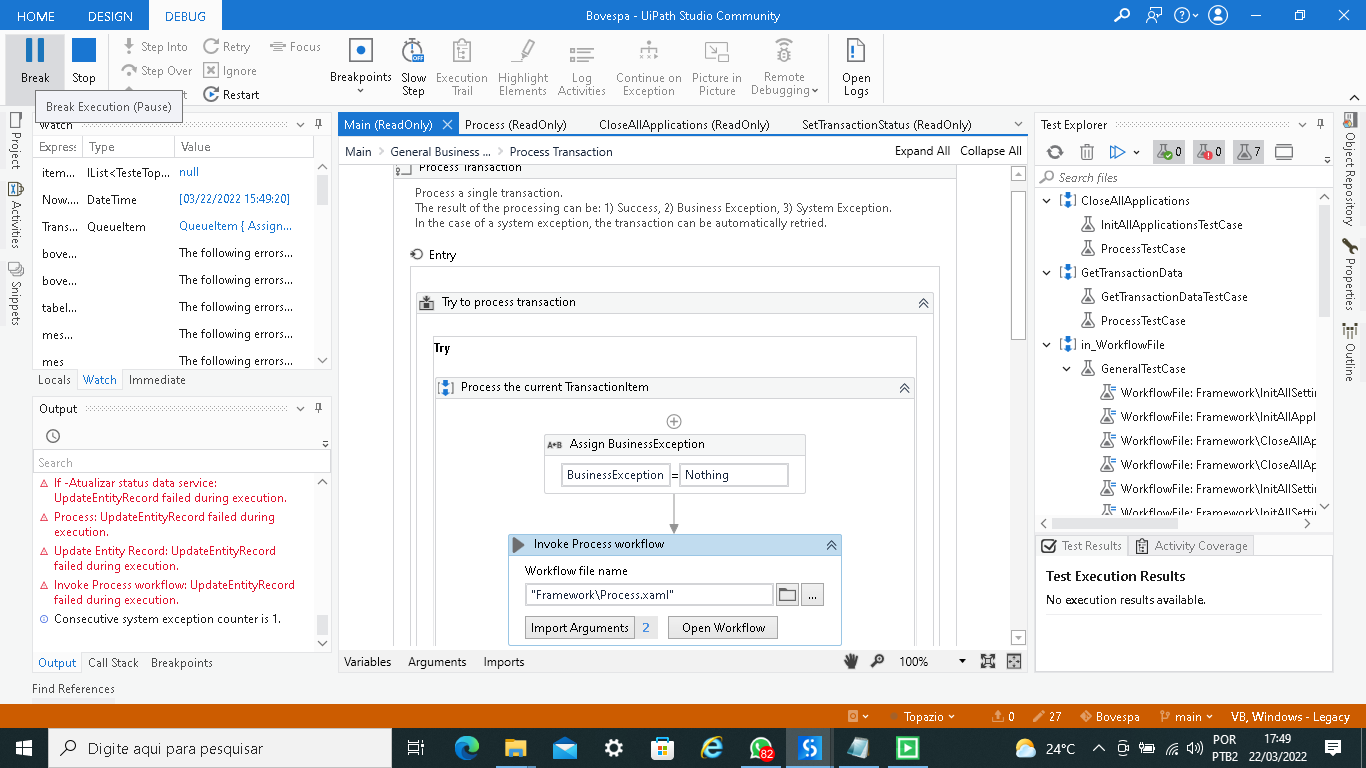 HOME DESIGN DEBUG
Bovespa - UiPath Studio Community
Break
Stop
Step Into
Step Over
Retry
Ignore
Restart
Focus
Breakpoints
Slow
Step
Execution
Trail
Highlight
Elements
Log
Activities
Continue on
Exception
Picture in
Picture
Remote
Debugging
Open
Logs
Break Execution (Pause)
Project
Activities
Snippets
Watch
Expres Type Value
item... IList<TesteTop... null
Now.... DateTime [03/22/2022 15:49:20]
Trans... QueueItem QueueItem { Assign...
bove... The following errors...
bove... The following errors...
tabel... The following errors...
mes... The following errors...
mes The following errors...
Locals Watch Immediate
Output
Search
If -Atualizar status data service:
UpdateEntityRecord failed during
execution.
Process: UpdateEntityRecord failed during
execution.
Update Entity Record: UpdateEntityRecord
failed during execution.
Invoke Process workflow: UpdateEntityRecord
failed during execution.
Consecutive system exception counter is 1.
Output Call Stack Breakpoints
Find References
Main (ReadOnly) Process (ReadOnly) CloseAllApplications (ReadOnly) SetTransactionStatus (ReadOnly)
Main > General Business ... > Process Transaction
Expand All Collapse All
Process Transaction
Process a single transaction.
The result of the processing can be: 1) Success, 2) Business Exception, 3) System Exception.
In the case of a system exception, the transaction can be automatically retried.
Entry
Try to process transaction
Try
Process the current TransactionItem
A+B Assign BusinessException
BusinessException = Nothing
Invoke Process workflow
Workflow file name
"Framework\Process.xaml"
...
Import Arguments 2 Open Workflow
Variables Arguments Imports
100%
Test Explorer
0 0 7
Search files
CloseAllApplications
InitAllApplicationsTestCase
ProcessTestCase
GetTransactionData
GetTransactionDataTestCase
ProcessTestCase
in_WorkflowFile
GeneralTestCase
WorkflowFile: Framework\InitAllSettin
WorkflowFile: Framework\InitAllAppl
WorkflowFile: Framework\CloseAllAp
WorkflowFile: Framework\CloseAllAp
WorkflowFile: Framework\InitAllSettin
WorkflowFile: Framework\InitAllSettin
Test Results Activity Coverage
Test Execution Results
No execution results available.
Object Repository
Properties
Outline
Topazio 0 27 Bovespa main VB, Windows - Legacy
Digite aqui para pesquisar
82
24°C
POR
PTB2
17:49
22/03/2022